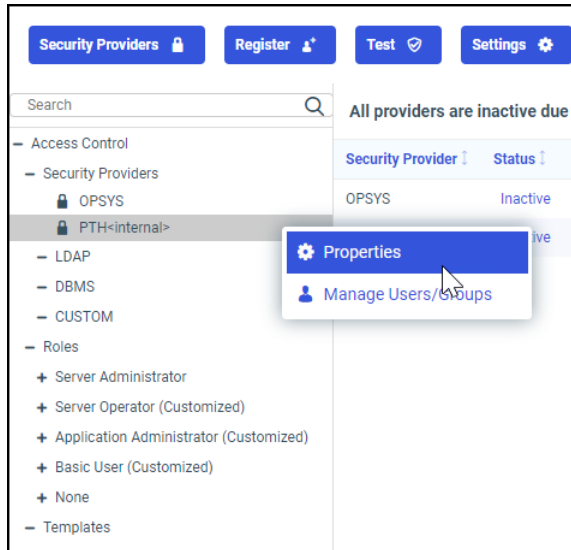 Security Providers Register Test Settings
Search
All providers are inactive due
Access Control
Security Provider Status
Security Providers
OPSYS
OPSYS Inactive
PTH<internal>
ive
LDAP
Properties
DBMS
Manage Users/Groups
CUSTOM
Roles
Server Administrator
Server Operator (Customized)
Application Administrator (Customized)
Basic User (Customized)
None
Templates